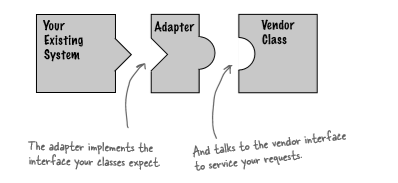 Your
Existing
System
Adapter
Vendor
Class
The adapter implements the
interface your classes expect.
And talks to the vendor interface
to service your requests.